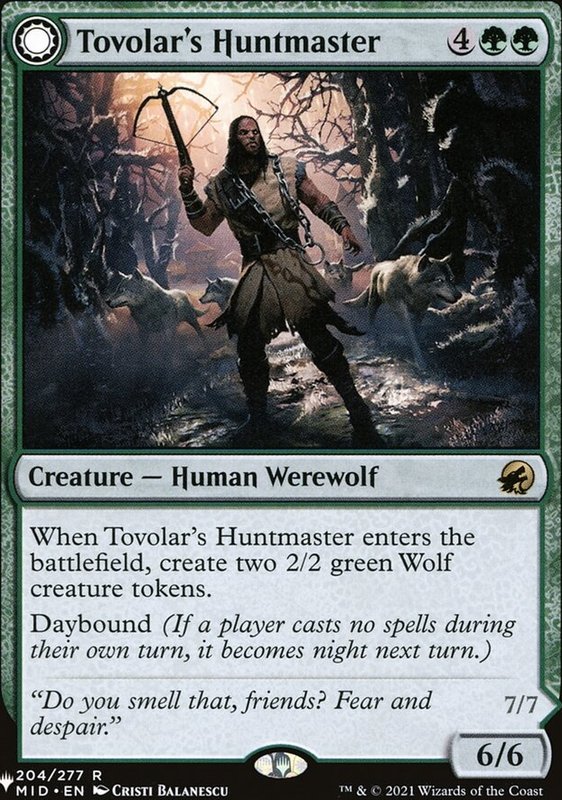 Tovolar's Huntmaster 4
Creature — Human Werewolf
When Tovolar's Huntmaster enters the
battlefield, create two 2/2 green Wolf
creature tokens.
Daybound (If a player casts no spells during
their own turn, it becomes night next turn.)
“Do you smell that, friends? Fear and
despair.”
7/7
6/6
204/277 R
MID • EN Cristi Balanescu
™ & © 2021 Wizards of the Coast